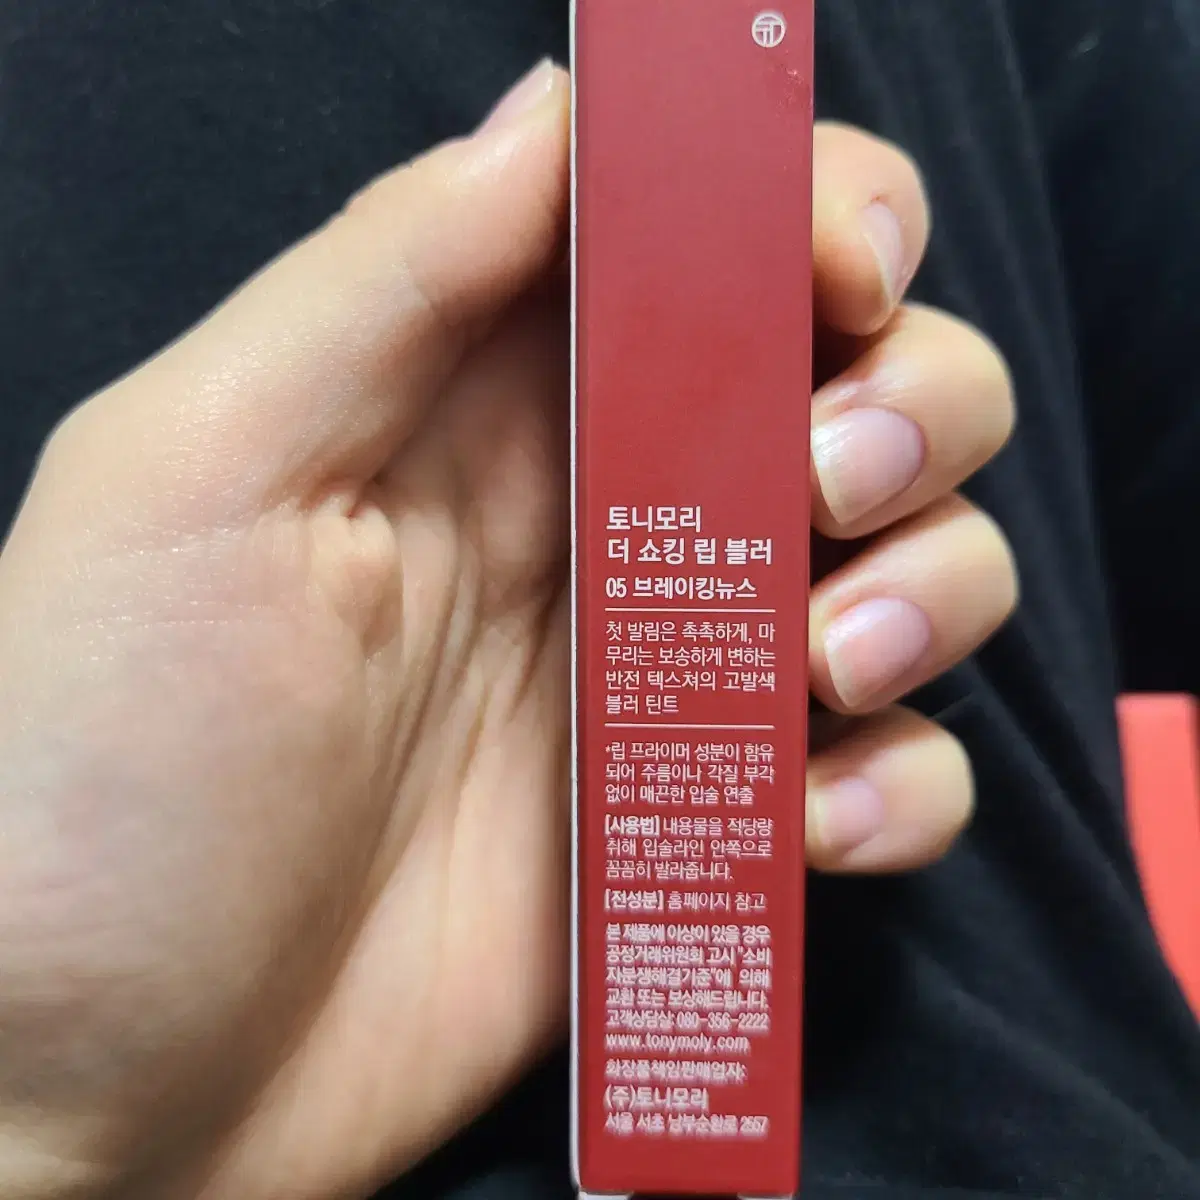 토니모리
더 쇼킹 립 블러
05 브레이킹뉴스
첫 발림은 촉촉하게, 마
무리는 보송하게 변하는
반전 텍스쳐의 고발색
블러 틴트
*립 프라이머 성분이 함유
되어 주름이나 각질 부각
없이 매끈한 입술 연출
[사용법] 내용물을 적당량
취해 입술라인 안쪽으로
꼼꼼히 발라줍니다.
[전성분] 홈페이지 참고
본 제품에 이상이 있을 경우
공정거래위원회 고시 "소비
자분쟁해결기준"에 의해
교환 또는 보상해드립니다.
고객상담실: 080-356-2222
www.tonymoly.com
화장품책임판매업자:
(주)토니모리
서울 서초 남부순환로 2557